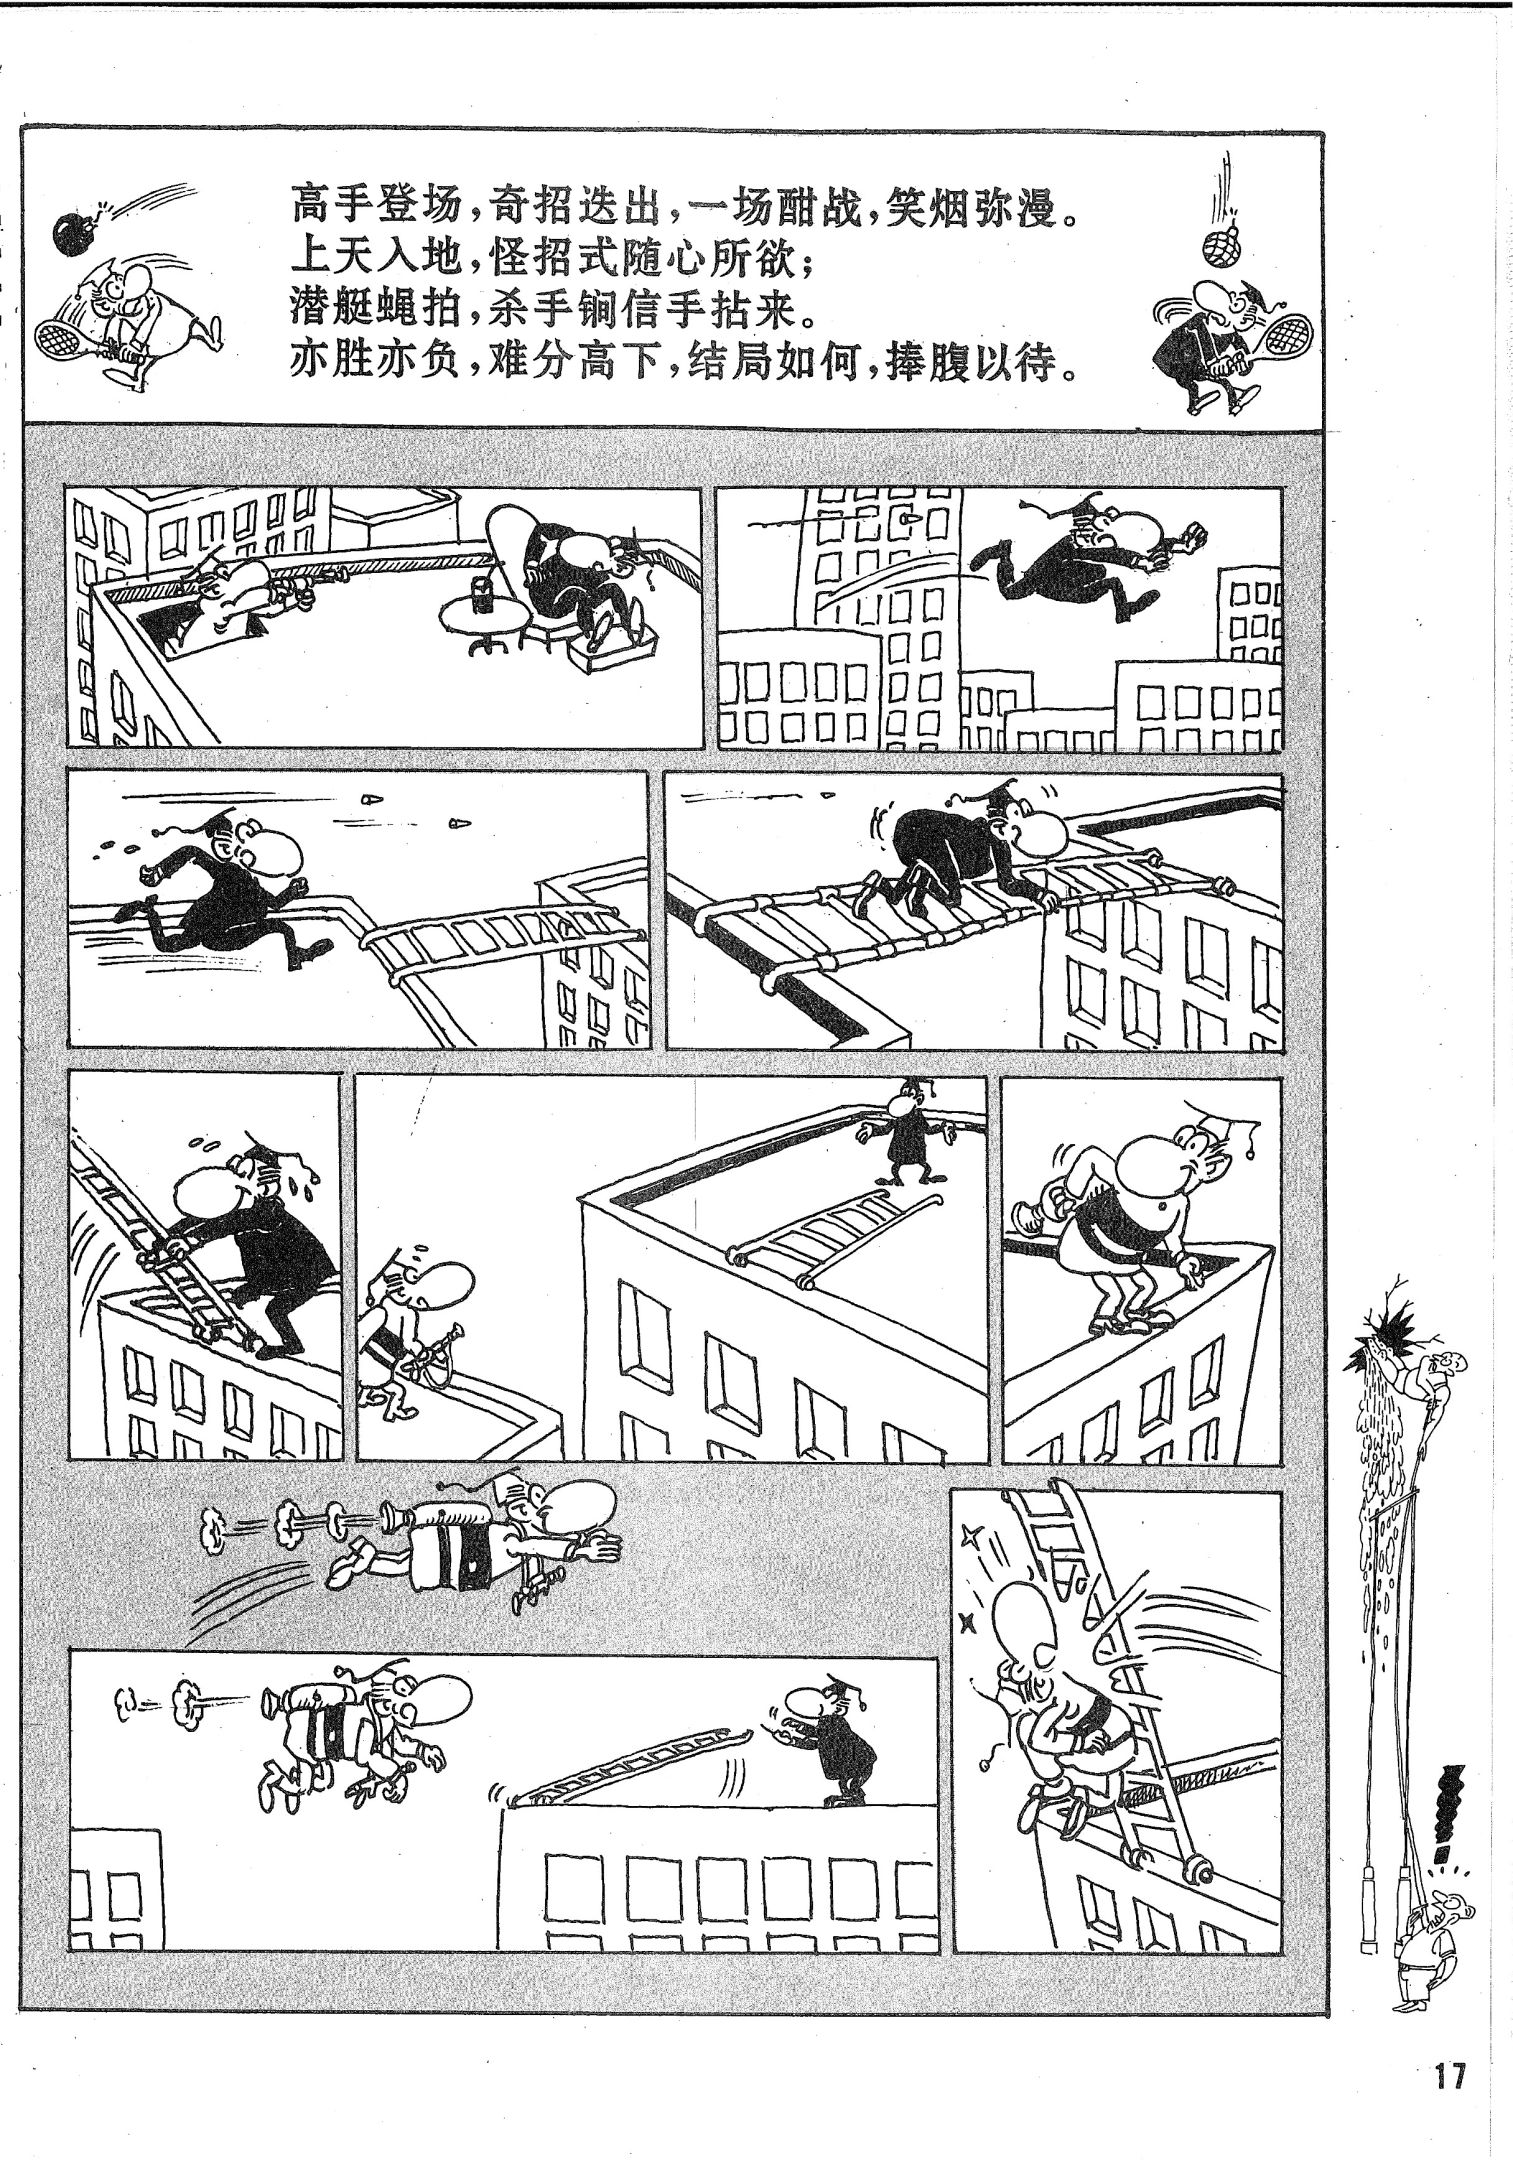 高手登场，奇招迭出，一场酣战，笑烟弥漫。
上天入地，怪招式随心所欲；
潜艇蝇拍，杀手锏信手拈来。
亦胜亦负，难分高下，结局如何，捧腹以待。
17